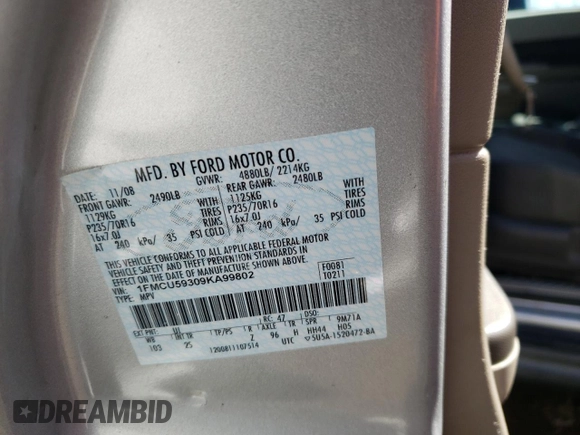 MFD. BY FORD MOTOR CO.
DATE: 11/08 GVWR: 4880LB/ 2214KG
FRONT GAWR: 2490LB REAR GAWR: 2480LB
1129KG WITH 1125KG WITH
P235/70R16 TIRES P235/70R16 TIRES
16x7.0J RIMS 16x7.0J RIMS
AT 240 kPa/ 35 PSI COLD AT 240 kPa/ 35 PSI COLD
THIS VEHICLE CONFORMS TO ALL APPLICABLE FEDERAL MOTOR
VEHICLE SAFETY AND THEFT PREVENTION STANDARDS IN
EFFECT ON THE DATE OF MANUFACTURE SHOWN ABOVE.
VIN: 1FMCU59309KA99802 F0081
TYPE: MPV T0211
EXT PNT: UI RC: 47 DSO:
WB INT TR TP/PS R AXLE TR SPR 9M71A
103 25 2 96 H HH44 H05
1200811107514 UTC 5U5A-1520472-BA
DREAMBID